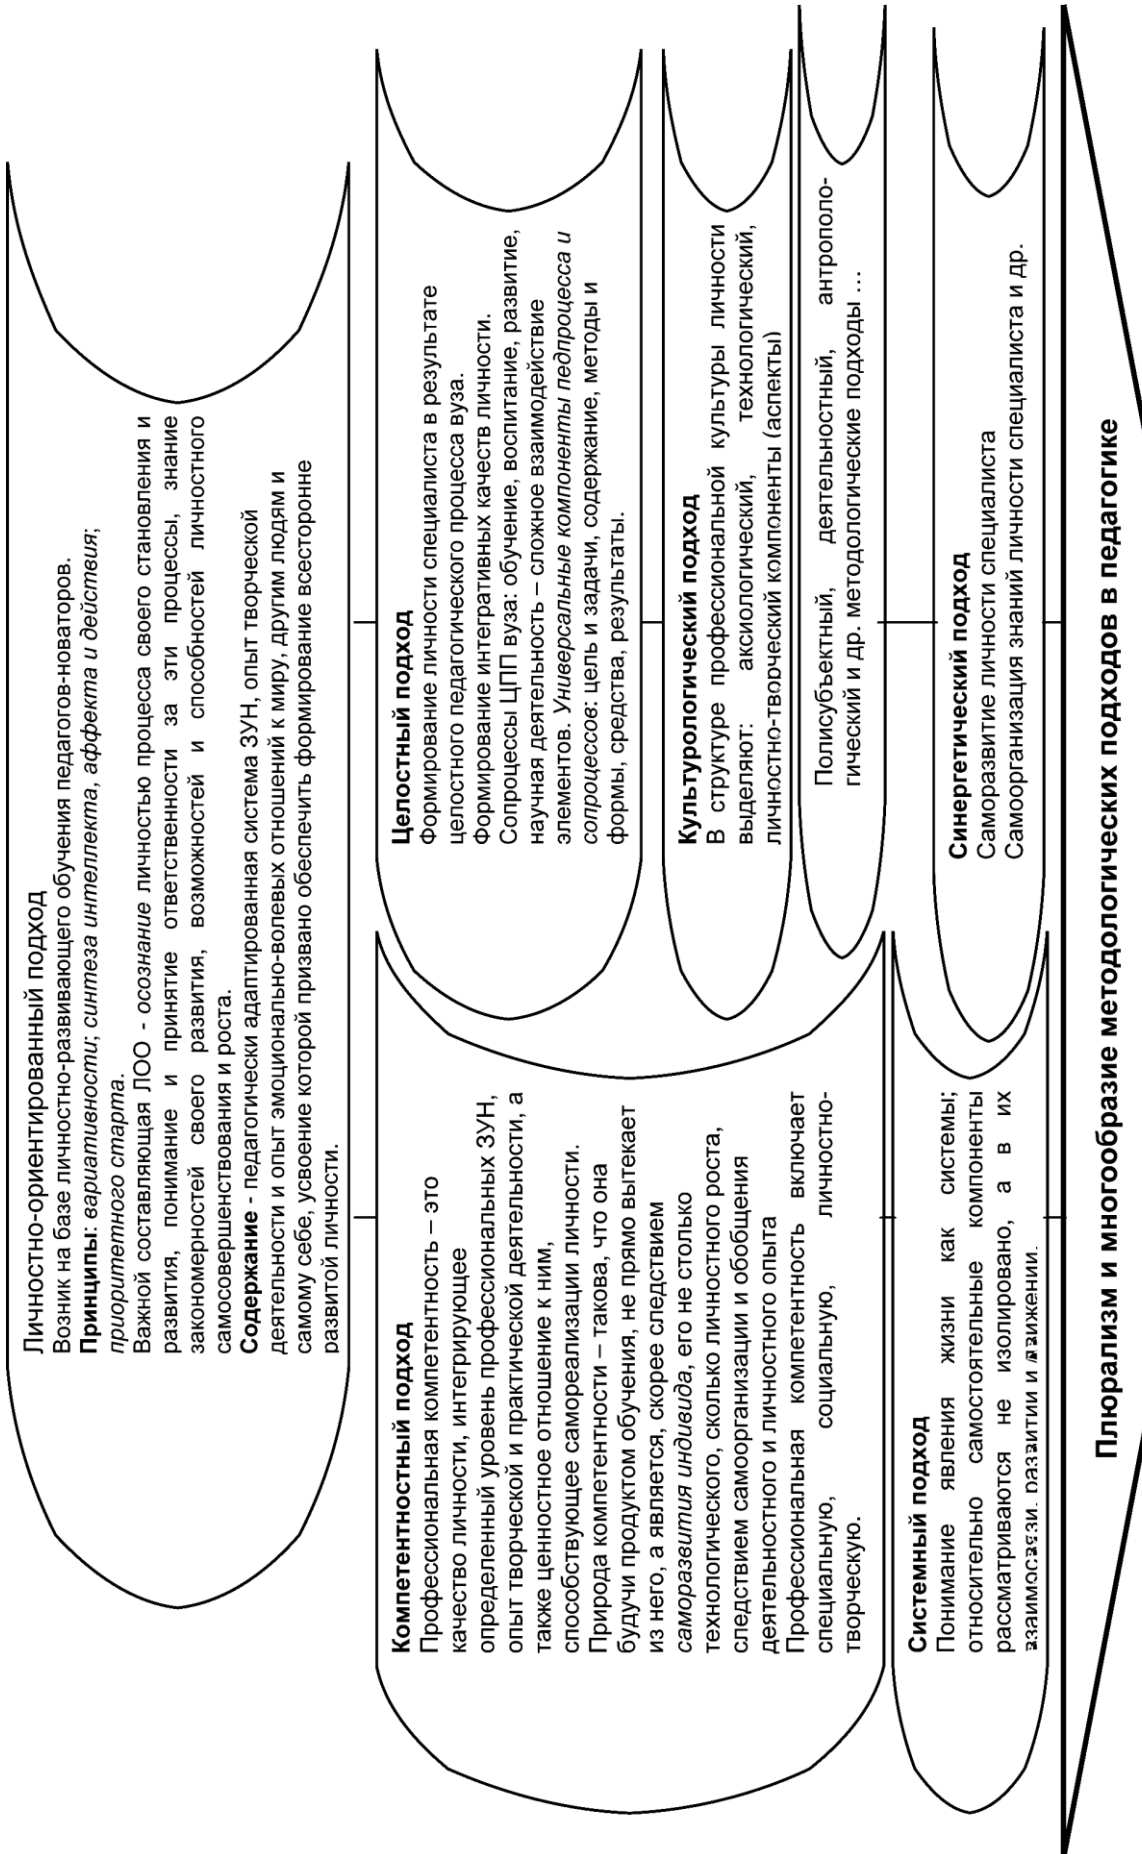 Личностно-ориентированный подход
Возник на базе личностно-развивающего обучения педагогов-новаторов.
Принципы: вариативности; синтеза интеллекта, аффекта и действия;
приоритетного старта.
Важной составляющая ЛОО - осознание личностью процесса своего становления и
развития, понимание и принятие ответственности за эти процессы, знание
закономерностей своего развития, возможностей и способностей личностного
самосовершенствования и роста.
Содержание - педагогически адаптированная система ЗУН, опыт творческой
деятельности и опыт эмоционально-волевых отношений к миру, другим людям и
самому себе, усвоение которой призвано обеспечить формирование всесторонне
развитой личности.
Компетентностный подход
Профессиональная компетентность – это
качество личности, интегрирующее
определенный уровень профессиональных ЗУН,
опыт творческой и практической деятельности, а
также ценностное отношение к ним,
способствующее самореализации личности.
Природа компетентности – такова, что она
будучи продуктом обучения, не прямо вытекает
из него, а является, скорее следствием
саморазвития индивида, его не столько
технологического, сколько личностного роста,
следствием самоорганизации и обобщения
деятельностного и личностного опыта
Профессиональная компетентность включает
специальную, социальную, личностно-
творческую.
Целостный подход
Формирование личности специалиста в результате
целостного педагогического процесса вуза.
Формирование интегративных качеств личности.
Сопроцессы ЦПП вуза: обучение, воспитание, развитие,
научная деятельность – сложное взаимодействие
элементов. Универсальные компоненты педпроцесса и
сопроцессов: цель и задачи, содержание, методы и
формы, средства, результаты.
Культурологический подход
В структуре профессиональной культуры личности
выделяют: аксиологический, технологический,
личностно-творческий компоненты (аспекты)
Полисубъектный, деятельностный, антрополо-
гический и др. методологические подходы …
Системный подход
Понимание явления жизни как системы;
относительно самостоятельные компоненты
рассматриваются не изолировано, а в их
взаимосвязи, развитии и движении.
Синергетический подход
Саморазвитие личности специалиста
Самоорганизация знаний личности специалиста и др.
Плюрализм и многообразие методологических подходов в педагогике